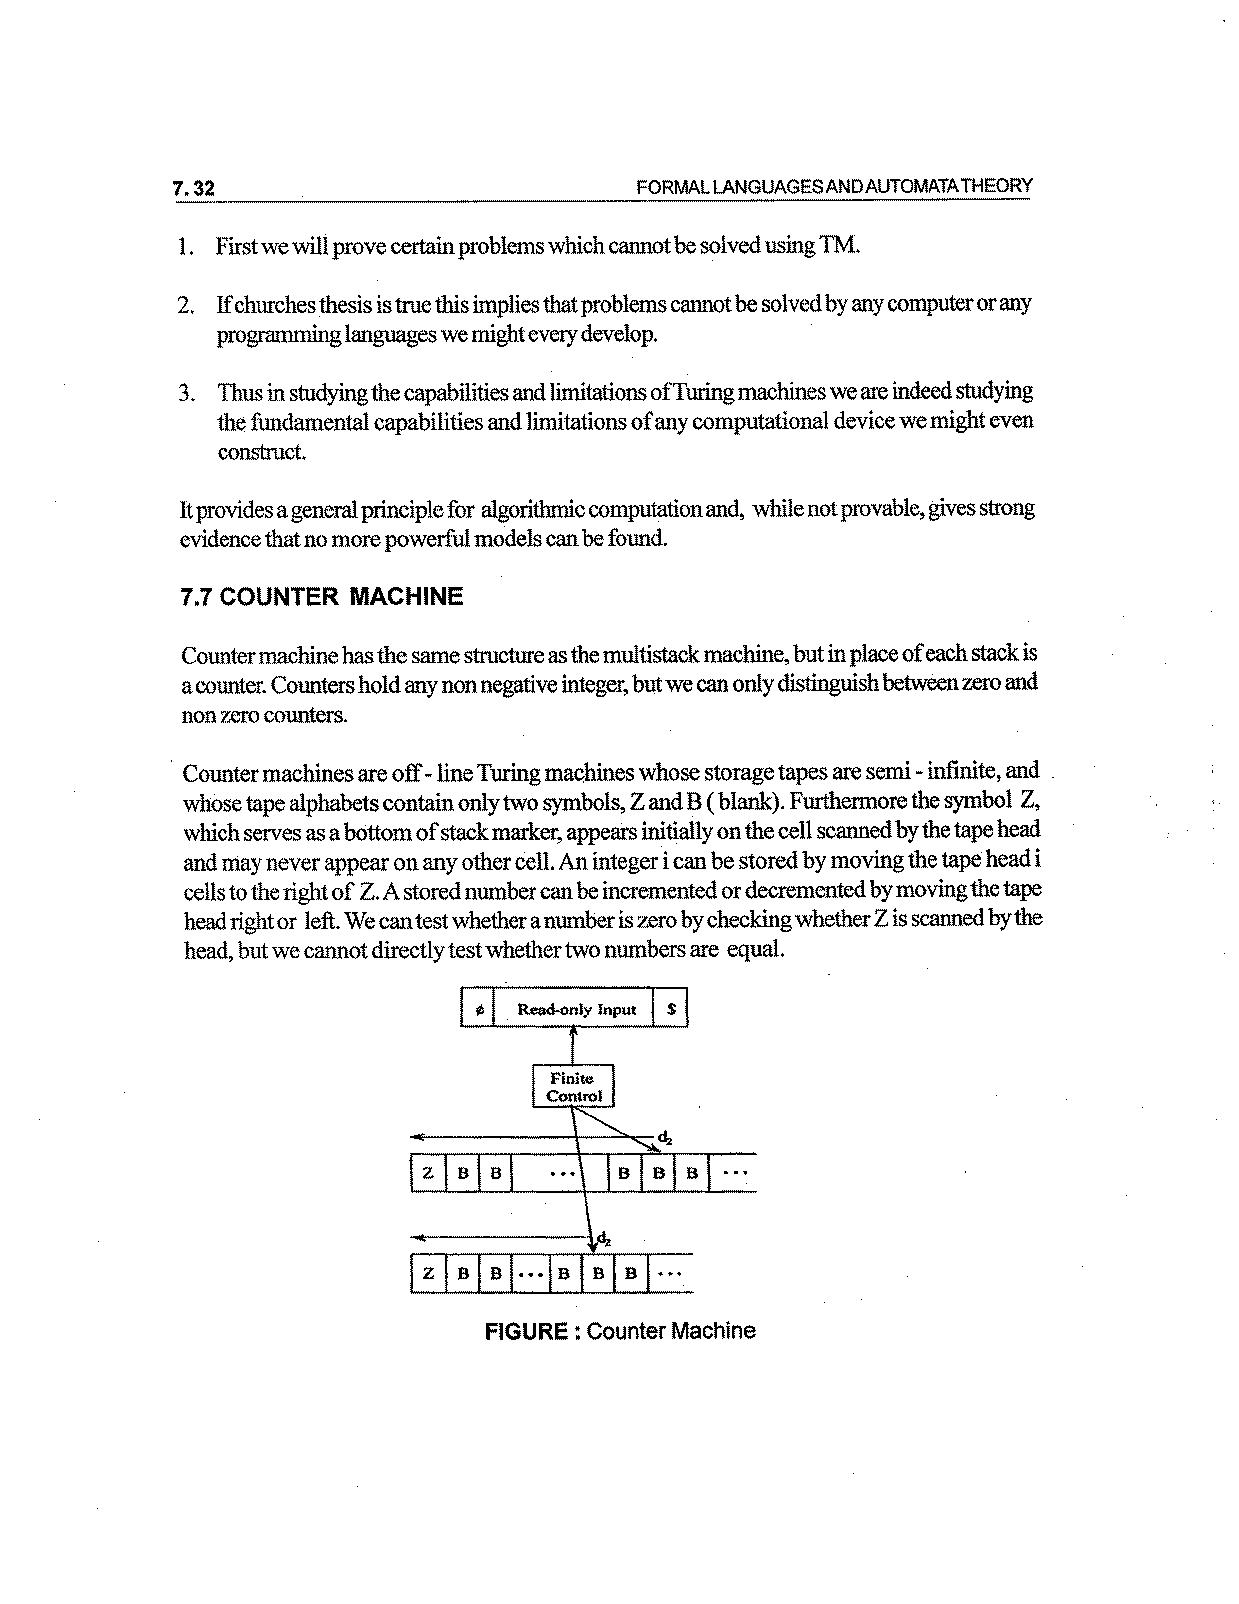 7.32 FORMAL LANGUAGES AND AUTOMATA THEORY
1. First we will prove certain problems which cannot be solved using TM.
2. If churches thesis is true this implies that problems cannot be solved by any computer or any
programming languages we might every develop.
3. Thus in studying the capabilities and limitations of Turing machines we are indeed studying
the fundamental capabilities and limitations of any computational device we might even
construct.
It provides a general principle for algorithmic computation and, while not provable, gives strong
evidence that no more powerful models can be found.
7.7 COUNTER MACHINE
Counter machine has the same structure as the multistack machine, but in place of each stack is
a counter. Counters hold any non negative integer, but we can only distinguish between zero and
non zero counters.
Counter machines are off - line Turing machines whose storage tapes are semi - infinite, and
whose tape alphabets contain only two symbols, Z and B ( blank). Furthermore the symbol Z,
which serves as a bottom of stack marker, appears initially on the cell scanned by the tape head
and may never appear on any other cell. An integer i can be stored by moving the tape head i
cells to the right of Z. A stored number can be incremented or decremented by moving the tape
head right or left. We can test whether a number is zero by checking whether Z is scanned by the
head, but we cannot directly test whether two numbers are equal.
¢ Read-only Input $
Finite
Control
d₂
Z B B ... B B B ...
d₂
Z B B ... B B B ...
FIGURE : Counter Machine